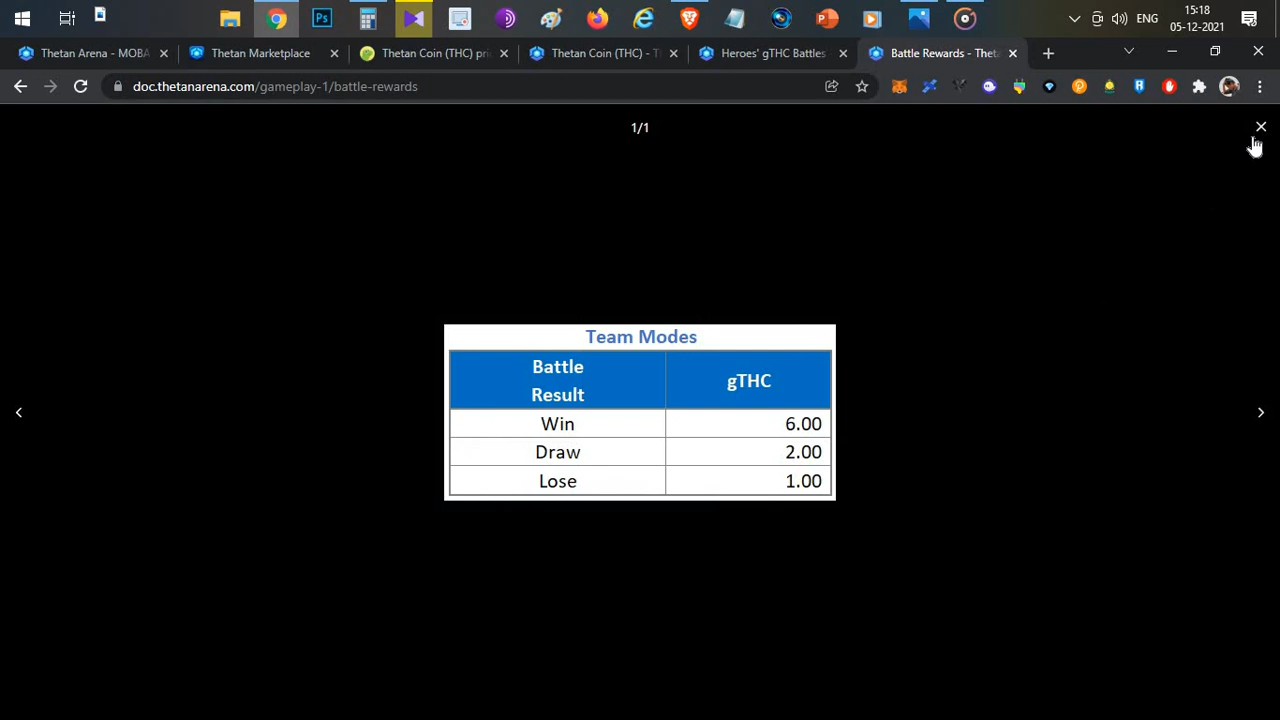 15:18
ENG
05-12-2021
Thetan Arena - MOBA
Thetan Marketplace
Thetan Coin (THC) pri
Thetan Coin (THC) - T
Heroes' gTHC Battles
Battle Rewards - Theta
doc.thetanarena.com/gameplay-1/battle-rewards
1/1
Team Modes
Battle
Result
gTHC
Win 6.00
Draw 2.00
Lose 1.00